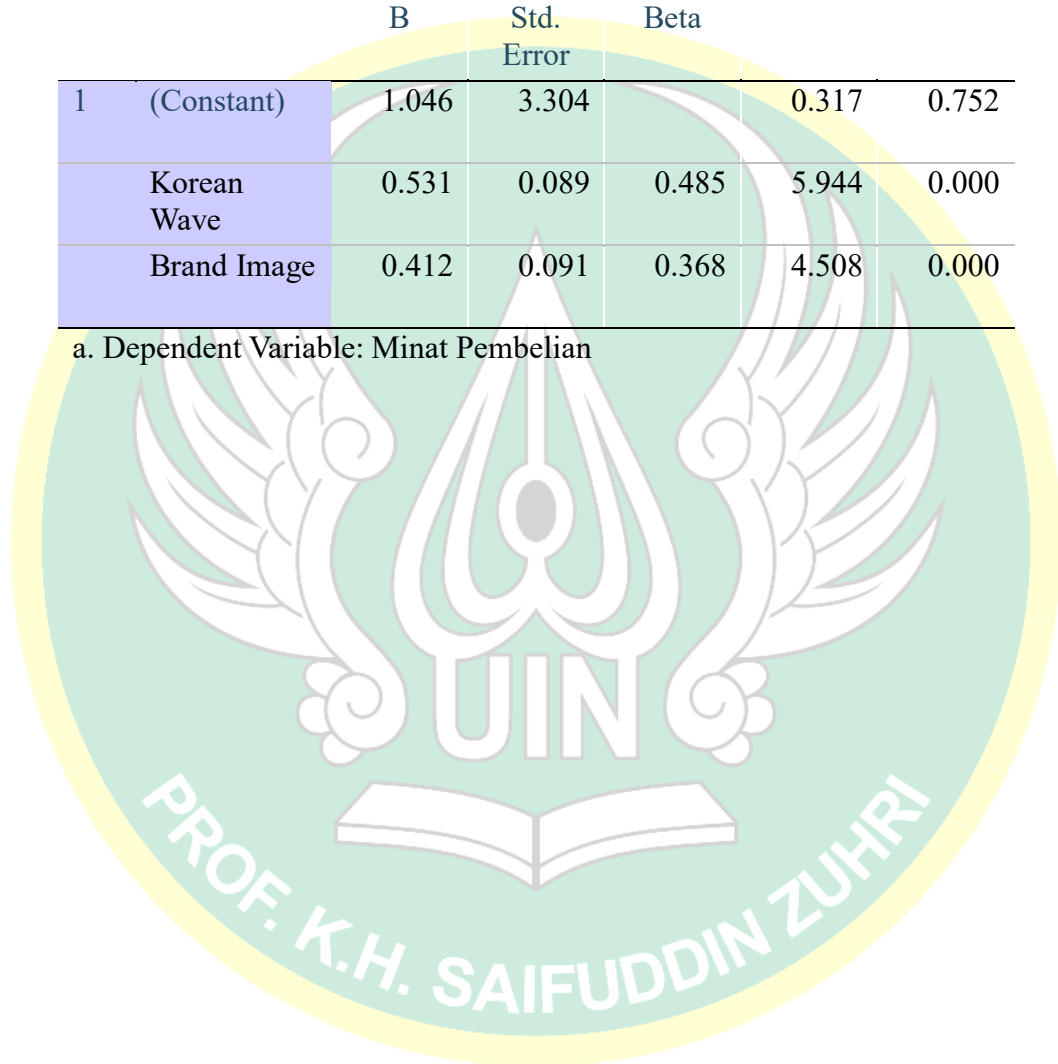 B Std. Error Beta
1 (Constant) 1.046 3.304 0.317 0.752
Korean Wave 0.531 0.089 0.485 5.944 0.000
Brand Image 0.412 0.091 0.368 4.508 0.000
a. Dependent Variable: Minat Pembelian
UIN
PROF. K.H. SAIFUDDIN ZUHRI